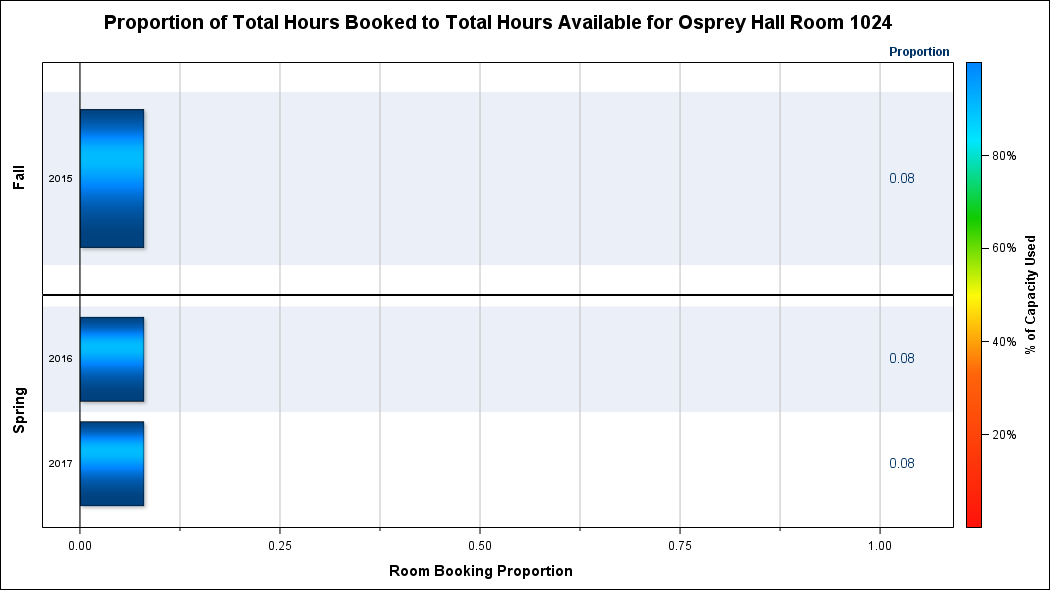 Proportion of Total Hours Booked to Total Hours Available for Osprey Hall Room 1024
Proportion
Fall
2015
0.08
Spring
2016
0.08
2017
0.08
0.00
0.25
0.50
0.75
1.00
Room Booking Proportion
80%
60%
40%
20%
% of Capacity Used